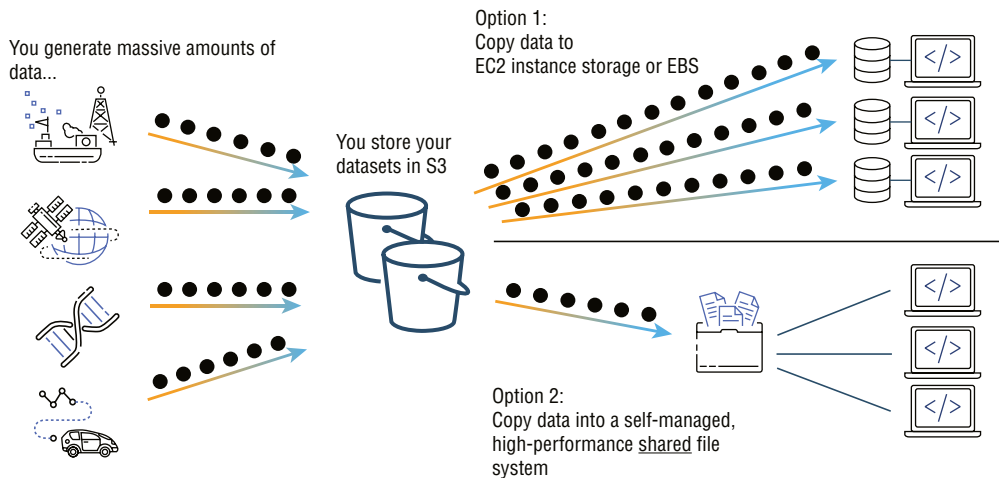 You generate massive amounts of
data...
You store your
datasets in S3
Option 1:
Copy data to
EC2 instance storage or EBS
</>
</>
</>
Option 2:
Copy data into a self-managed,
high-performance shared file
system
</>
</>
</>